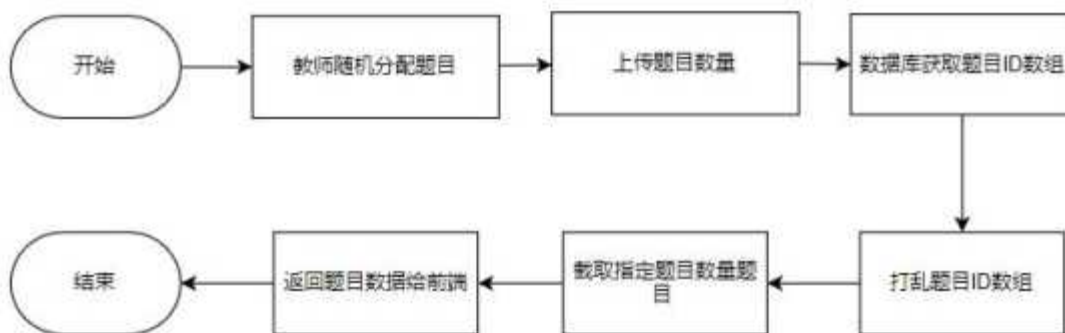 开始
教师随机分配题目
上传题目数量
数据库获取题目ID数组
打乱题目ID数组
截取指定题目数量题
目
返回题目数据给前端
结束